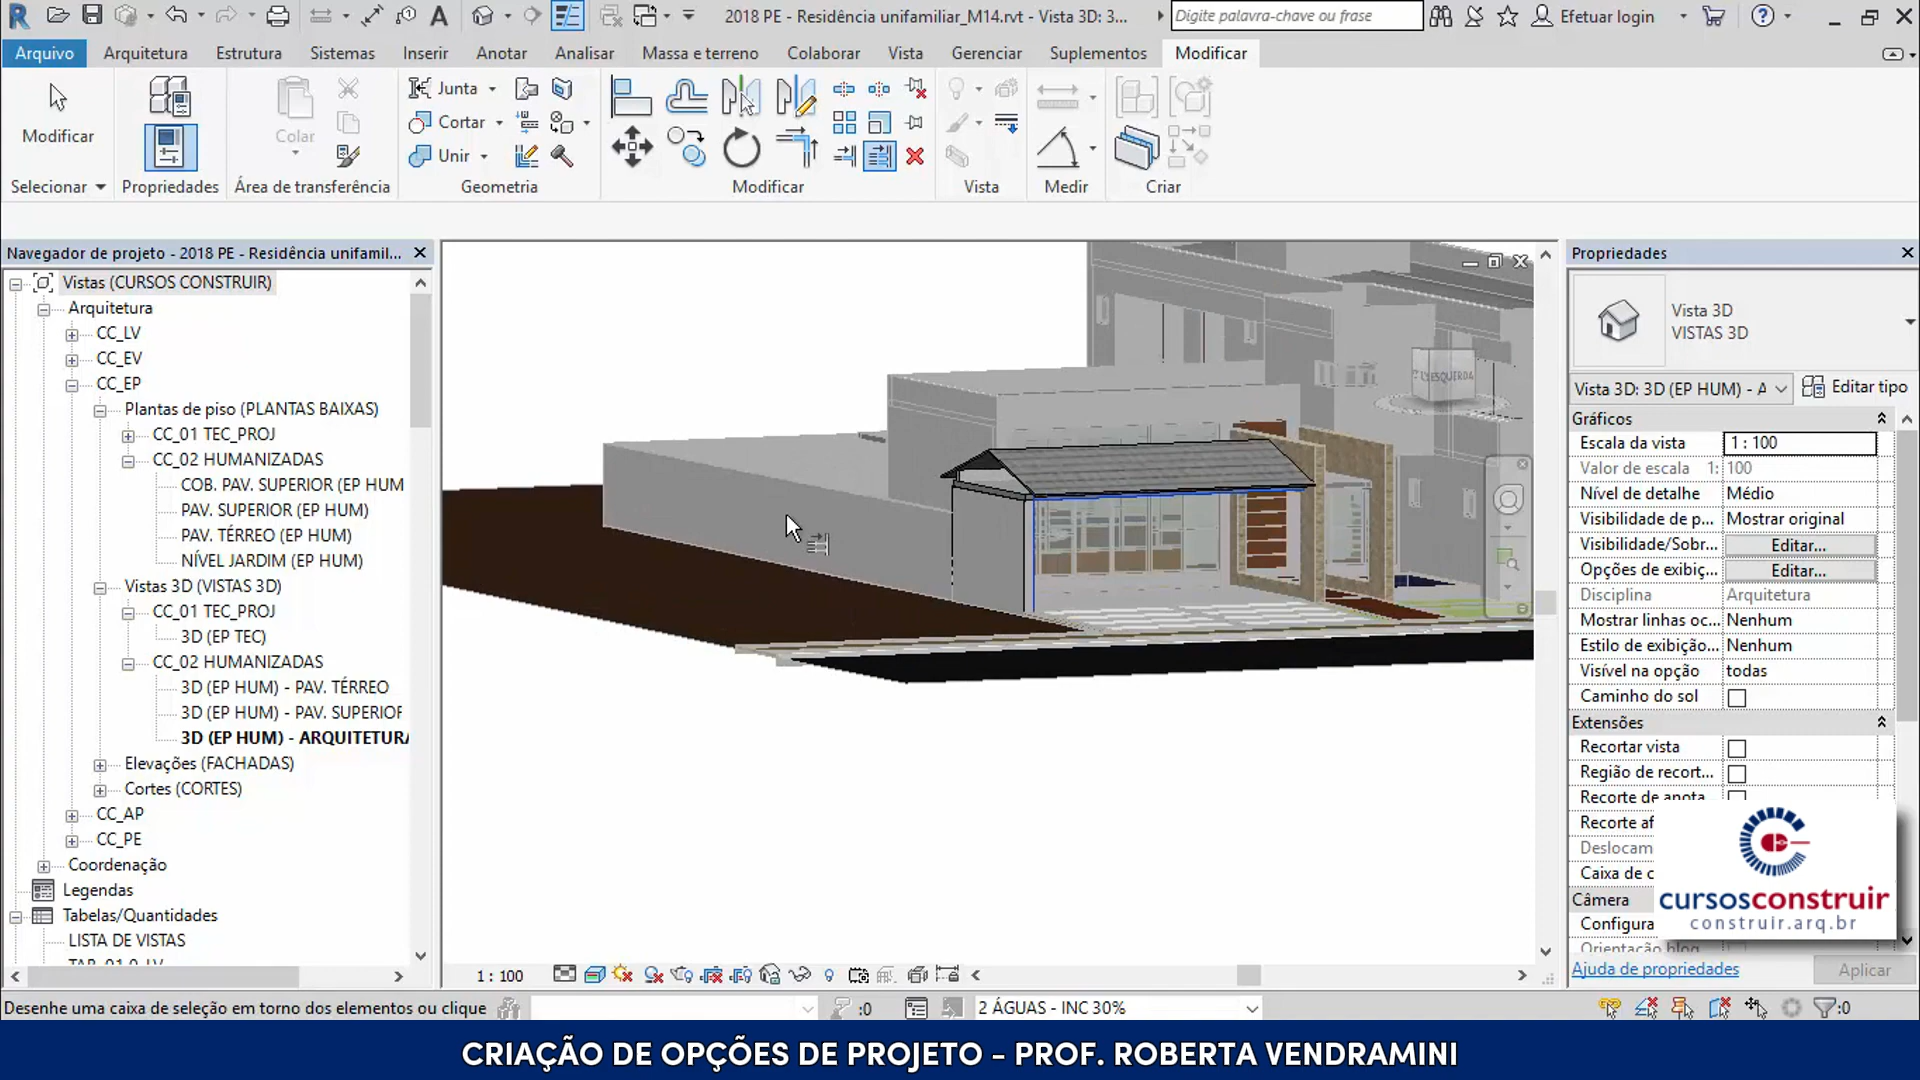 2018 PE - Residência unifamiliar_M14.rvt - Vista 3D: 3...
Digite palavra-chave ou frase
Efetuar login
Arquivo
Arquitetura
Estrutura
Sistemas
Inserir
Anotar
Analisar
Massa e terreno
Colaborar
Vista
Gerenciar
Suplementos
Modificar
Modificar
Colar
Junta
Cortar
Unir
Selecionar
Propriedades
Área de transferência
Geometria
Modificar
Vista
Medir
Criar
Navegador de projeto - 2018 PE - Residência unifamil...
Vistas (CURSOS CONSTRUIR)
Arquitetura
CC_LV
CC_EV
CC_EP
Plantas de piso (PLANTAS BAIXAS)
CC_01 TEC_PROJ
CC_02 HUMANIZADAS
COB. PAV. SUPERIOR (EP HUM
PAV. SUPERIOR (EP HUM)
PAV. TÉRREO (EP HUM)
NÍVEL JARDIM (EP HUM)
Vistas 3D (VISTAS 3D)
CC_01 TEC_PROJ
3D (EP TEC)
CC_02 HUMANIZADAS
3D (EP HUM) - PAV. TÉRREO
3D (EP HUM) - PAV. SUPERIOR
3D (EP HUM) - ARQUITETURA
Elevações (FACHADAS)
Cortes (CORTES)
CC_AP
CC_PE
Coordenação
Legendas
Tabelas/Quantidades
LISTA DE VISTAS
ESQUERDA
Propriedades
Vista 3D
VISTAS 3D
Vista 3D: 3D (EP HUM) - A
Editar tipo
Gráficos
Escala da vista 1 : 100
Valor de escala 1: 100
Nível de detalhe Médio
Visibilidade de p... Mostrar original
Visibilidade/Sobr... Editar...
Opções de exibiç... Editar...
Disciplina Arquitetura
Mostrar linhas oc... Nenhum
Estilo de exibição... Nenhum
Visível na opção todas
Caminho do sol
Extensões
Recortar vista
Região de recort...
Recorte de anota
Recorte af
Deslocam
Caixa de c
Câmera
Configura
cursosconstruir
construir.arq.br
Ajuda de propriedades
Aplicar
1 : 100
Desenhe uma caixa de seleção em torno dos elementos ou clique
:0
2 ÁGUAS - INC 30%
:0
CRIAÇÃO DE OPÇÕES DE PROJETO - PROF. ROBERTA VENDRAMINI